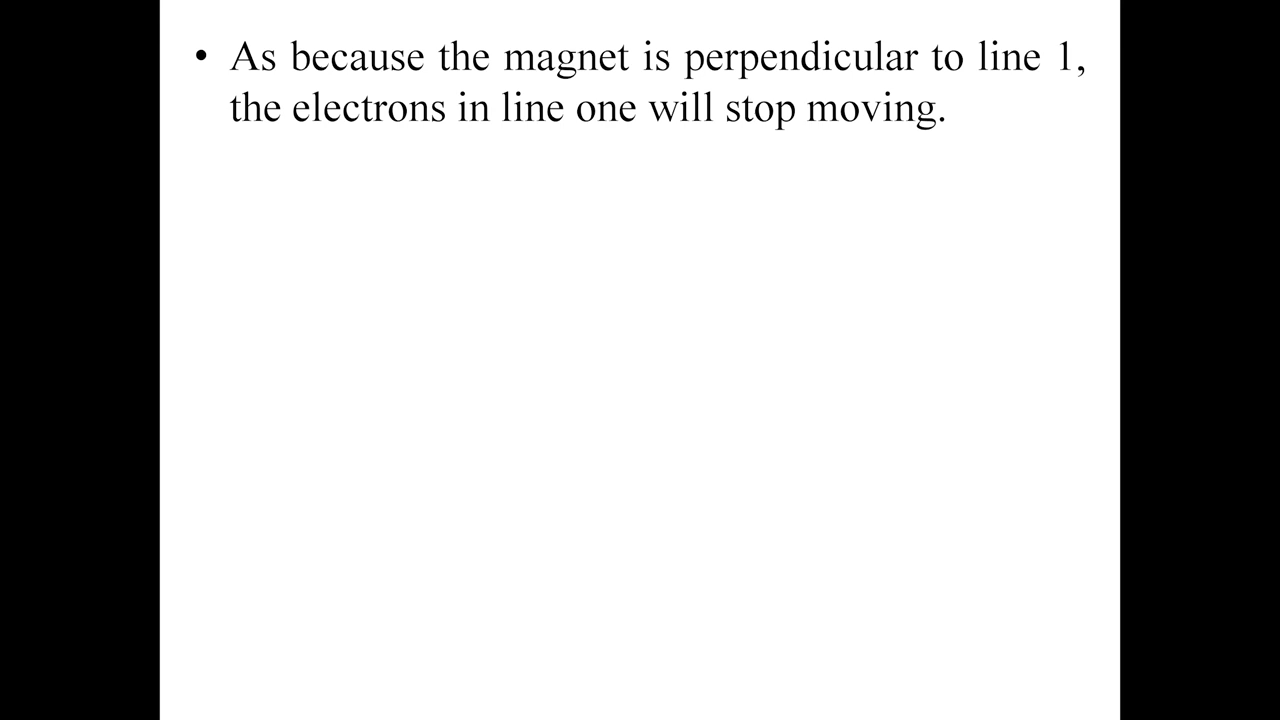 • As because the magnet is perpendicular to line 1,
the electrons in line one will stop moving.